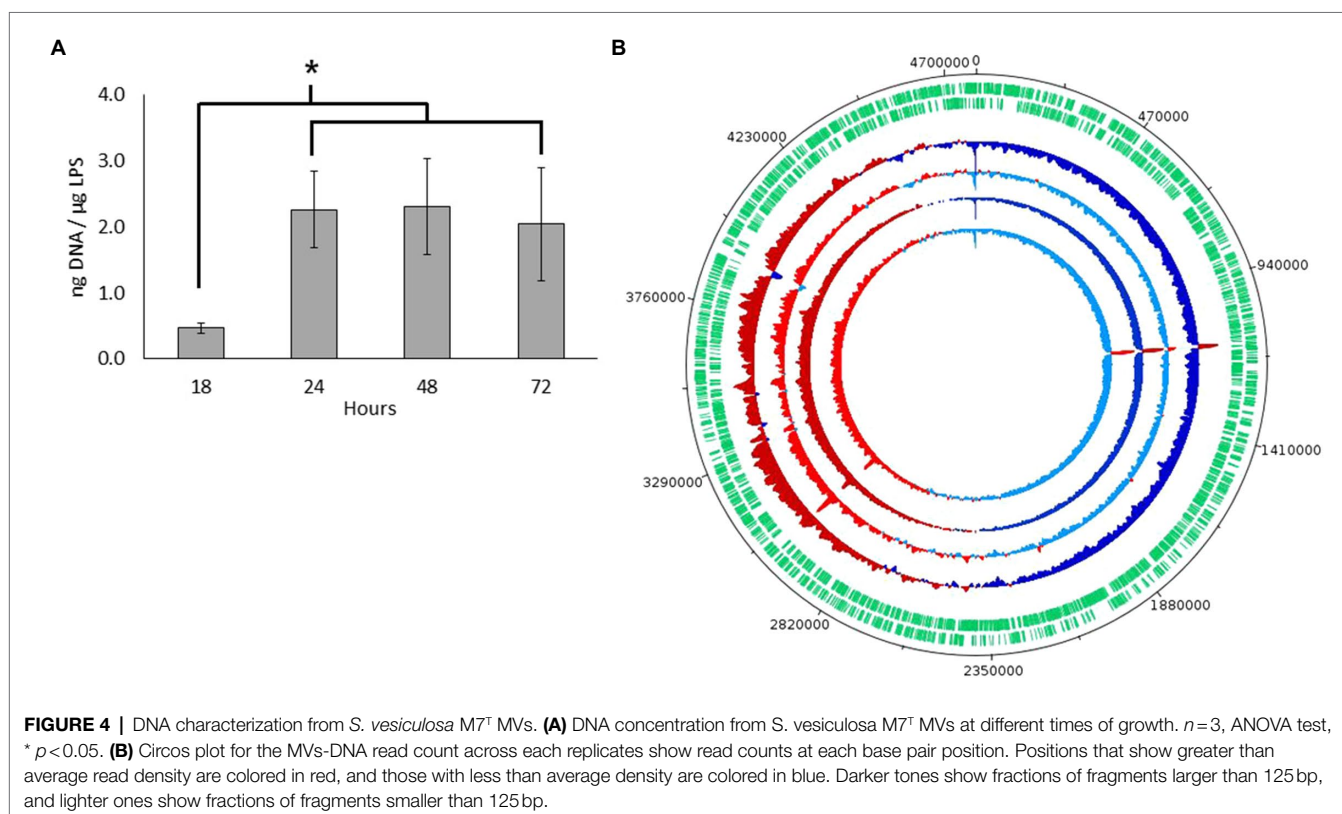 A
B
*
4.0
3.0
2.0
1.0
0.0
ng DNA / µg LPS
18 24 48 72
Hours
4700000 0
470000
940000
1410000
1880000
2350000
2820000
3290000
3760000
4230000
FIGURE 4 | DNA characterization from S. vesiculosa M7ᵀ MVs. (A) DNA concentration from S. vesiculosa M7ᵀ MVs at different times of growth. n=3, ANOVA test,
* p<0.05. (B) Circos plot for the MVs-DNA read count across each replicates show read counts at each base pair position. Positions that show greater than
average read density are colored in red, and those with less than average density are colored in blue. Darker tones show fractions of fragments larger than 125bp,
and lighter ones show fractions of fragments smaller than 125bp.